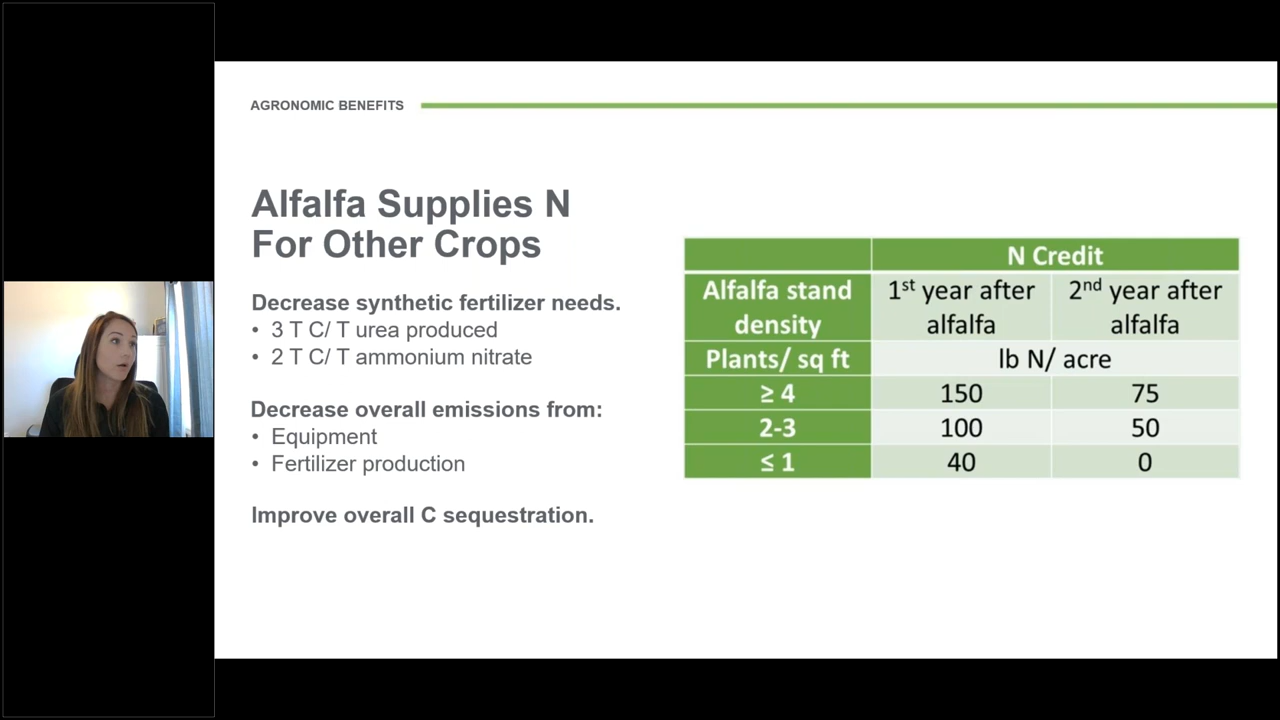 AGRONOMIC BENEFITS
Alfalfa Supplies N
For Other Crops
Decrease synthetic fertilizer needs.
• 3 T C/ T urea produced
• 2 T C/ T ammonium nitrate
Decrease overall emissions from:
• Equipment
• Fertilizer production
Improve overall C sequestration.
N Credit
Alfalfa stand density 1st year after alfalfa 2nd year after alfalfa
Plants/ sq ft lb N/ acre
≥ 4 150 75
2-3 100 50
≤ 1 40 0